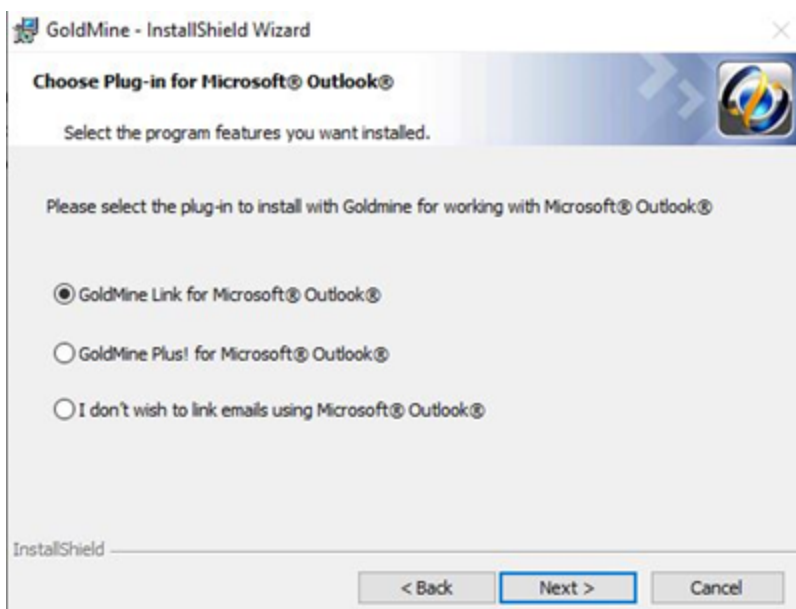 GoldMine - InstallShield Wizard
Choose Plug-in for Microsoft® Outlook®
Select the program features you want installed.
Please select the plug-in to install with Goldmine for working with Microsoft® Outlook®
GoldMine Link for Microsoft® Outlook®
GoldMine Plus! for Microsoft® Outlook®
I don't wish to link emails using Microsoft® Outlook®
InstallShield
< Back Next > Cancel